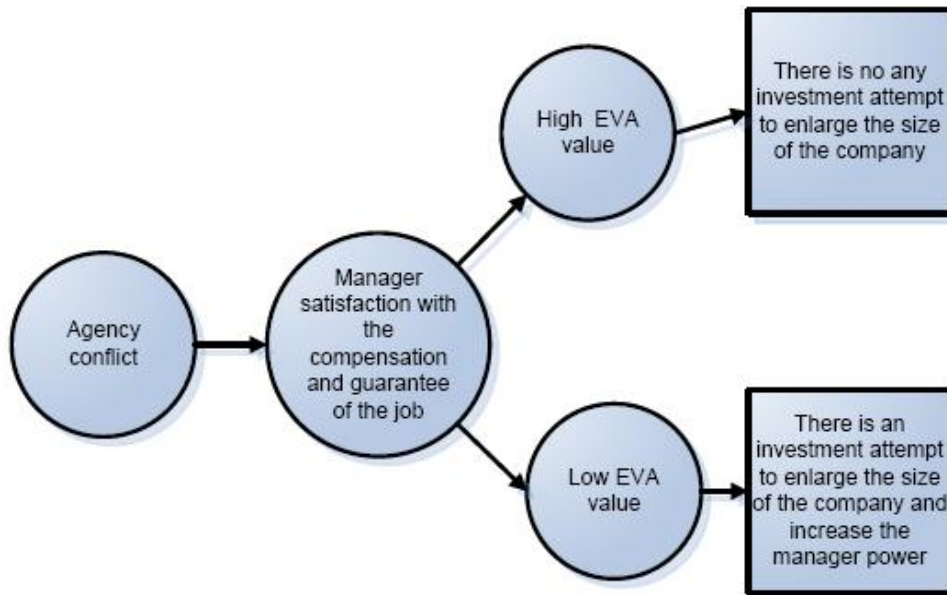 Agency
conflict
Manager
satisfaction with
the
compensation
and guarantee
of the job
High EVA
value
There is no any
investment attempt
to enlarge the size
of the company
Low EVA
value
There is an
investment attempt
to enlarge the size
of the company and
increase the
manager power